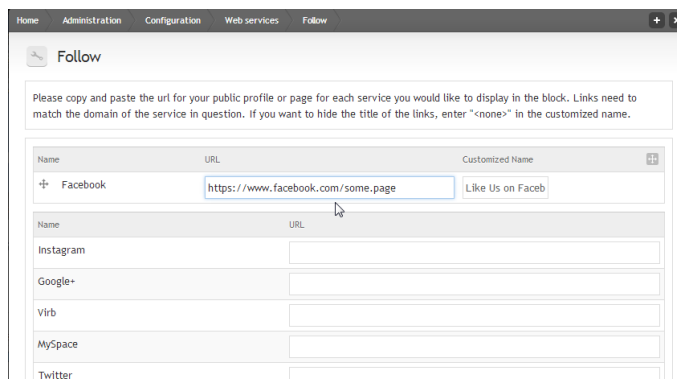 Home Administration Configuration Web services Follow
Follow
Please copy and paste the url for your public profile or page for each service you would like to display in the block. Links need to
match the domain of the service in question. If you want to hide the title of the links, enter "<none>" in the customized name.
Name URL Customized Name
Facebook https://www.facebook.com/some.page Like Us on Faceb
Name URL
Instagram
Google+
Virb
MySpace
Twitter